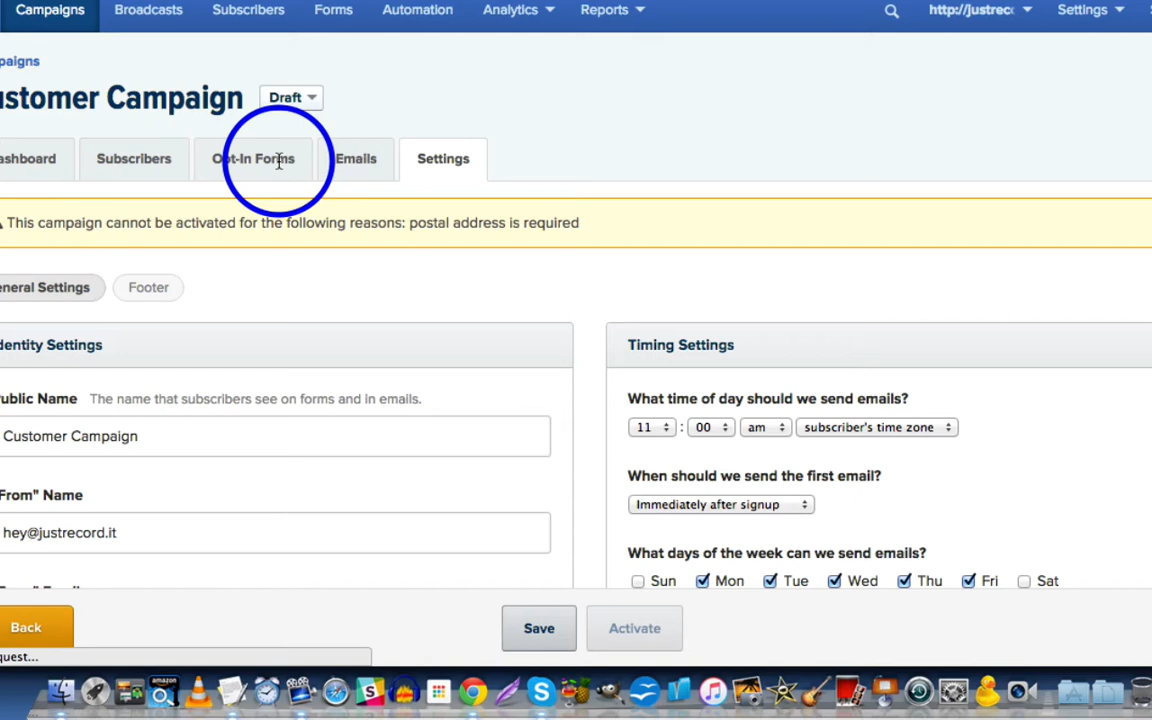 Campaigns Broadcasts Subscribers Forms Automation Analytics Reports http://justrec Settings
paigns
stomer Campaign Draft
ashboard Subscribers Opt-In Forms Emails Settings
This campaign cannot be activated for the following reasons: postal address is required
eneral Settings Footer
dentity Settings
ublic Name The name that subscribers see on forms and in emails.
Customer Campaign
From" Name
hey@justrecord.it
Timing Settings
What time of day should we send emails?
11 : 00 am subscriber's time zone
When should we send the first email?
Immediately after signup
What days of the week can we send emails?
Sun Mon Tue Wed Thu Fri Sat
Back Save Activate
quest...
amazon